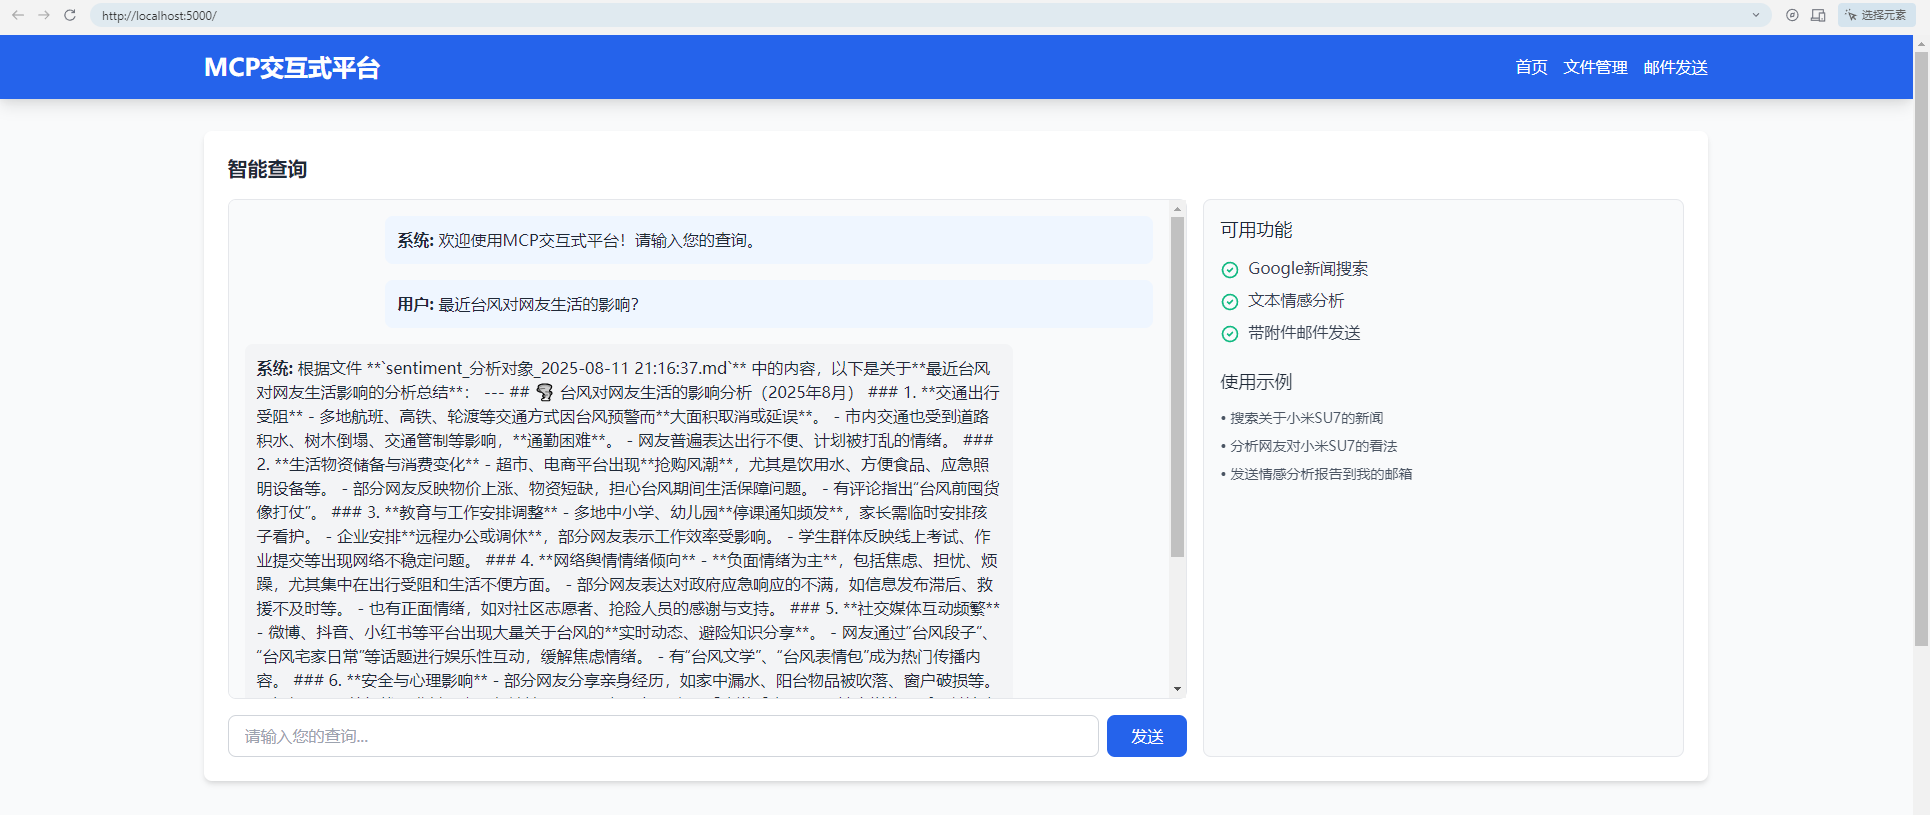 http://localhost:5000/
选择元素
MCP交互式平台
首页 文件管理 邮件发送
智能查询
系统: 欢迎使用MCP交互式平台！请输入您的查询。
用户: 最近台风对网友生活的影响？
系统: 根据文件 **`sentiment_分析对象_2025-08-11 21:16:37.md`** 中的内容，以下是关于**最近台风
对网友生活影响的分析总结**： --- ## 🌪️ 台风对网友生活的影响分析（2025年8月） ### 1. **交通出行
受阻** - 多地航班、高铁、轮渡等交通方式因台风预警而**大面积取消或延误**。 - 市内交通也受到道路
积水、树木倒塌、交通管制等影响，**通勤困难**。 - 网友普遍表达出行不便、计划被打乱的情绪。 ###
2. **生活物资储备与消费变化** - 超市、电商平台出现**抢购风潮**，尤其是饮用水、方便食品、应急照
明设备等。 - 部分网友反映物价上涨、物资短缺，担心台风期间生活保障问题。 - 有评论指出“台风前囤货
像打仗”。 ### 3. **教育与工作安排调整** - 多地中小学、幼儿园**停课通知频发**，家长需临时安排孩
子看护。 - 企业安排**远程办公或调休**，部分网友表示工作效率受影响。 - 学生群体反映线上考试、作
业提交等出现网络不稳定问题。 ### 4. **网络舆情情绪倾向** - **负面情绪为主**，包括焦虑、担忧、烦
躁，尤其集中在出行受阻和生活不便方面。 - 部分网友表达对政府应急响应的不满，如信息发布滞后、救
援不及时等。 - 也有正面情绪，如对社区志愿者、抢险人员的感谢与支持。 ### 5. **社交媒体互动频繁**
- 微博、抖音、小红书等平台出现大量关于台风的**实时动态、避险知识分享**。 - 网友通过“台风段子”、
“台风宅家日常”等话题进行娱乐性互动，缓解焦虑情绪。 - 有“台风文学”、“台风表情包”成为热门传播内
容。 ### 6. **安全与心理影响** - 部分网友分享亲身经历，如家中漏水、阳台物品被吹落、窗户破损等。
请输入您的查询...
发送
可用功能
Google新闻搜索
文本情感分析
带附件邮件发送
使用示例
• 搜索关于小米SU7的新闻
• 分析网友对小米SU7的看法
• 发送情感分析报告到我的邮箱